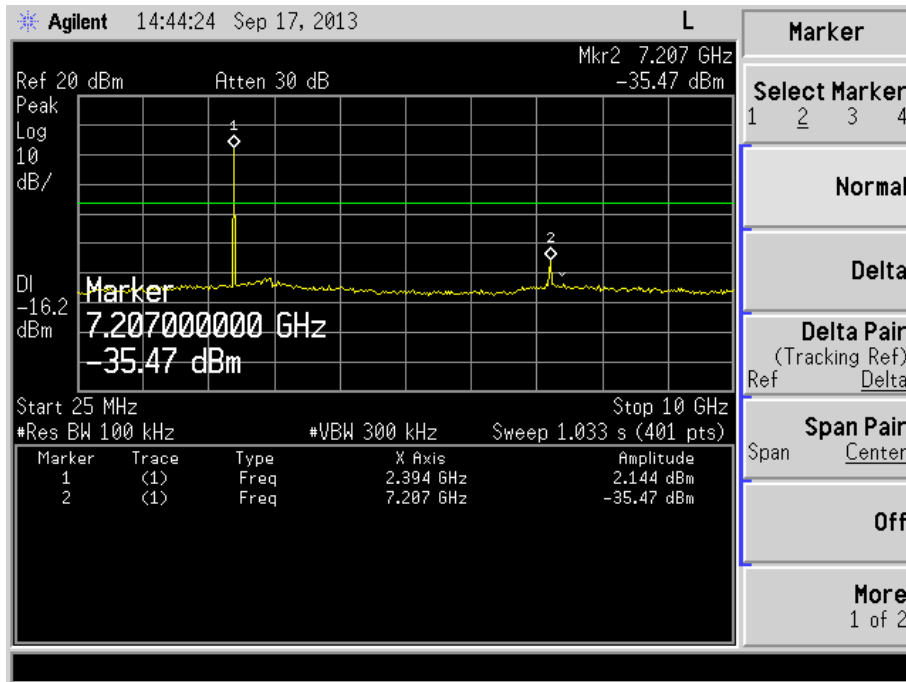 Agilent 14:44:24 Sep 17, 2013 L
Mkr2 7.207 GHz
Ref 20 dBm Atten 30 dB -35.47 dBm
Peak
Log
10
dB/
1
2
DI
-16.2
dBm
Marker
7.207000000 GHz
-35.47 dBm
Start 25 MHz Stop 10 GHz
#Res BW 100 kHz #VBW 300 kHz Sweep 1.033 s (401 pts)
Marker Trace Type X Axis Amplitude
1 (1) Freq 2.394 GHz 2.144 dBm
2 (1) Freq 7.207 GHz -35.47 dBm
Marker
Select Marker
1 2 3 4
Normal
Delta
Delta Pair
(Tracking Ref)
Ref Delta
Span Pair
Span Center
Off
More
1 of 2